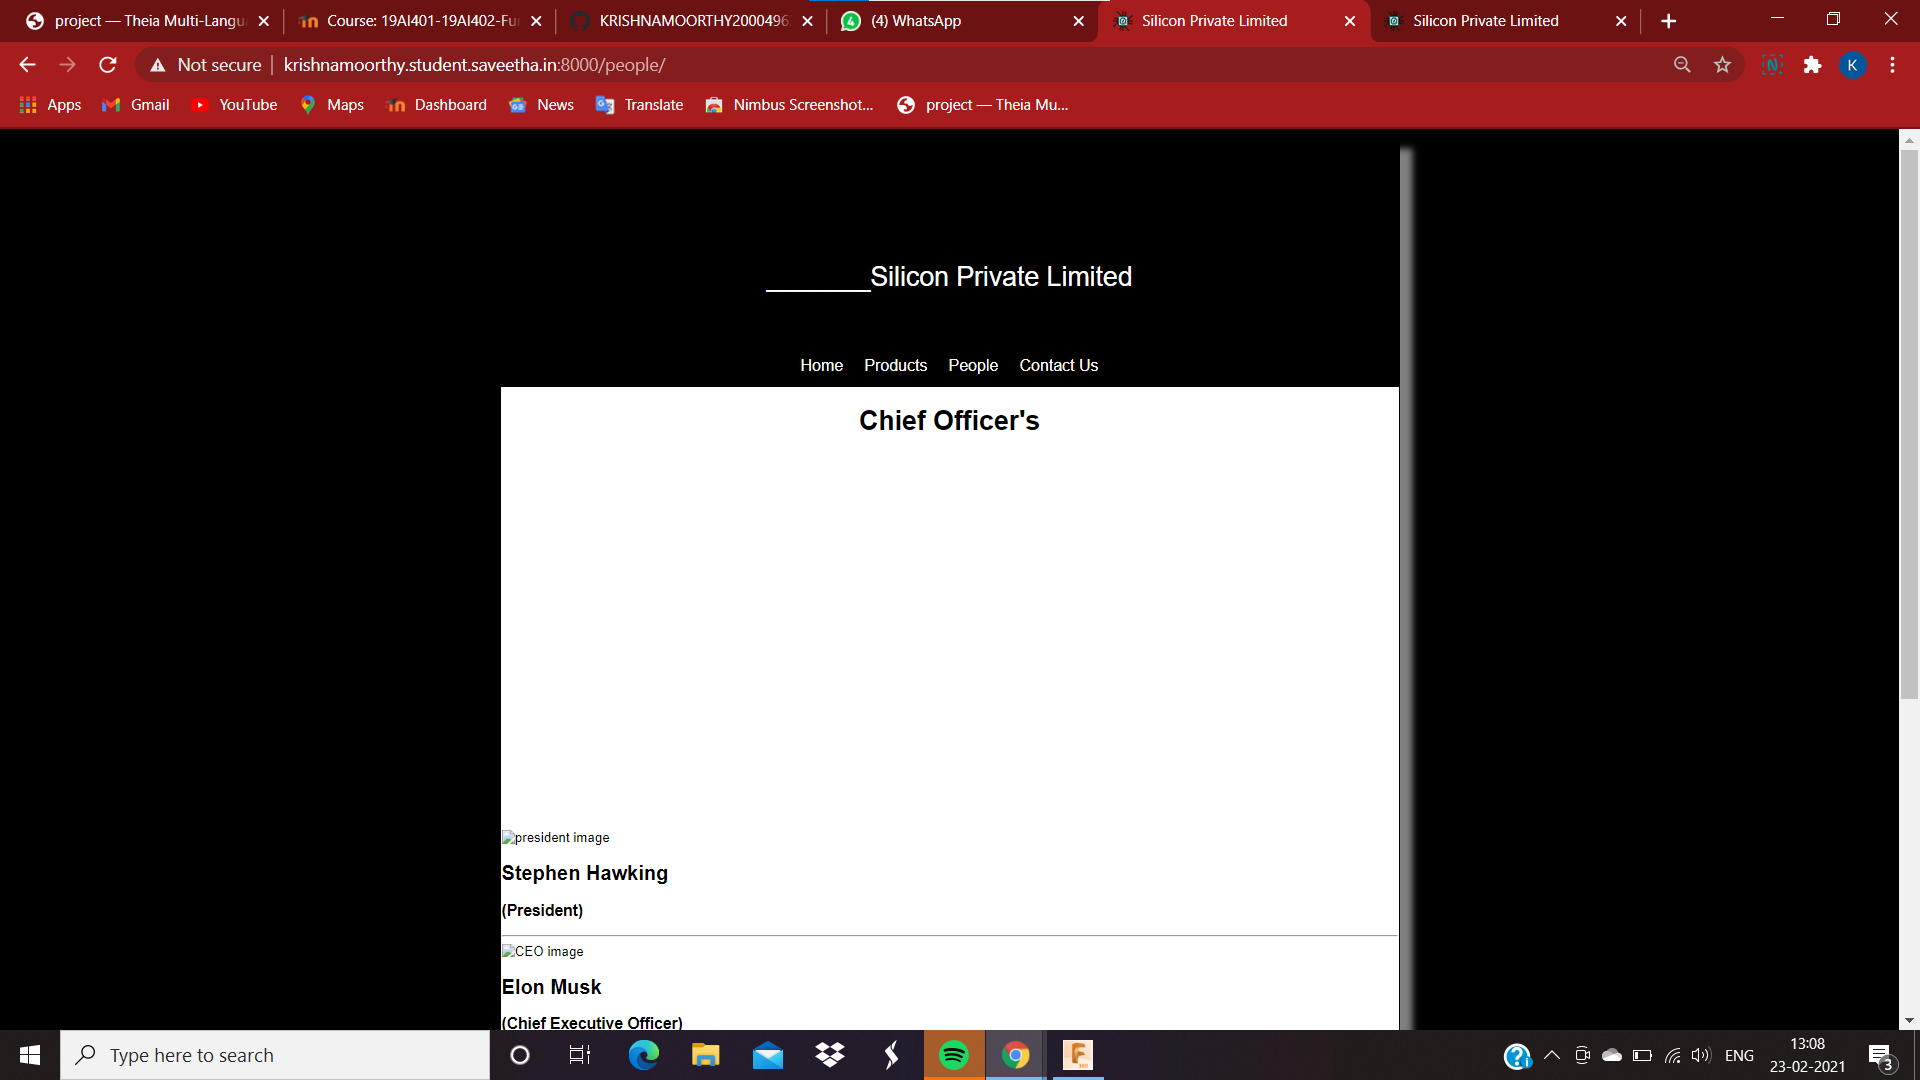 project — Theia Multi-Langu
Course: 19AI401-19AI402-Fu
KRISHNAMOORTHY2000496
(4) WhatsApp
Silicon Private Limited
Silicon Private Limited
Not secure
krishnamoorthy.student.saveetha.in:8000/people/
K
Apps
Gmail
YouTube
Maps
Dashboard
News
Translate
Nimbus Screenshot...
project — Theia Mu...
________Silicon Private Limited
Home Products People Contact Us
Chief Officer's
president image
Stephen Hawking
(President)
CEO image
Elon Musk
(Chief Executive Officer)
Type here to search
ENG
13:08
23-02-2021
3